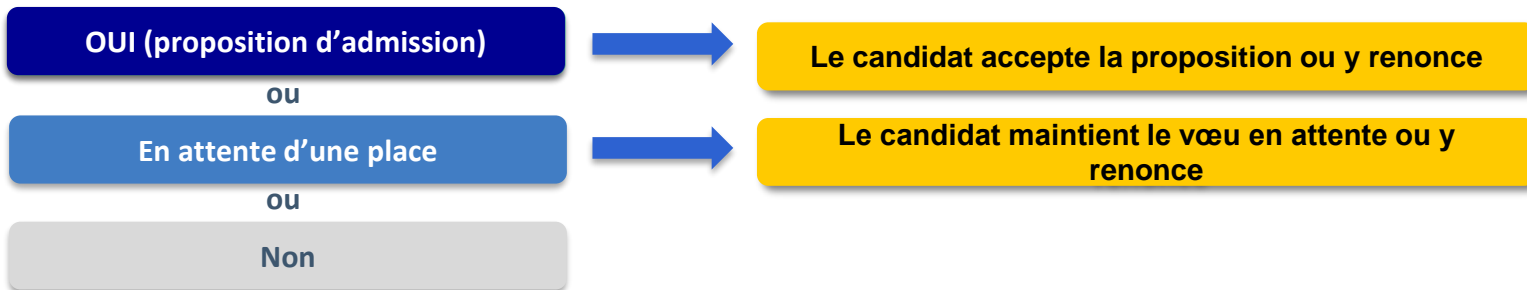 OUI (proposition d’admission)
Le candidat accepte la proposition ou y renonce
ou
En attente d’une place
Le candidat maintient le vœu en attente ou y
renonce
ou
Non